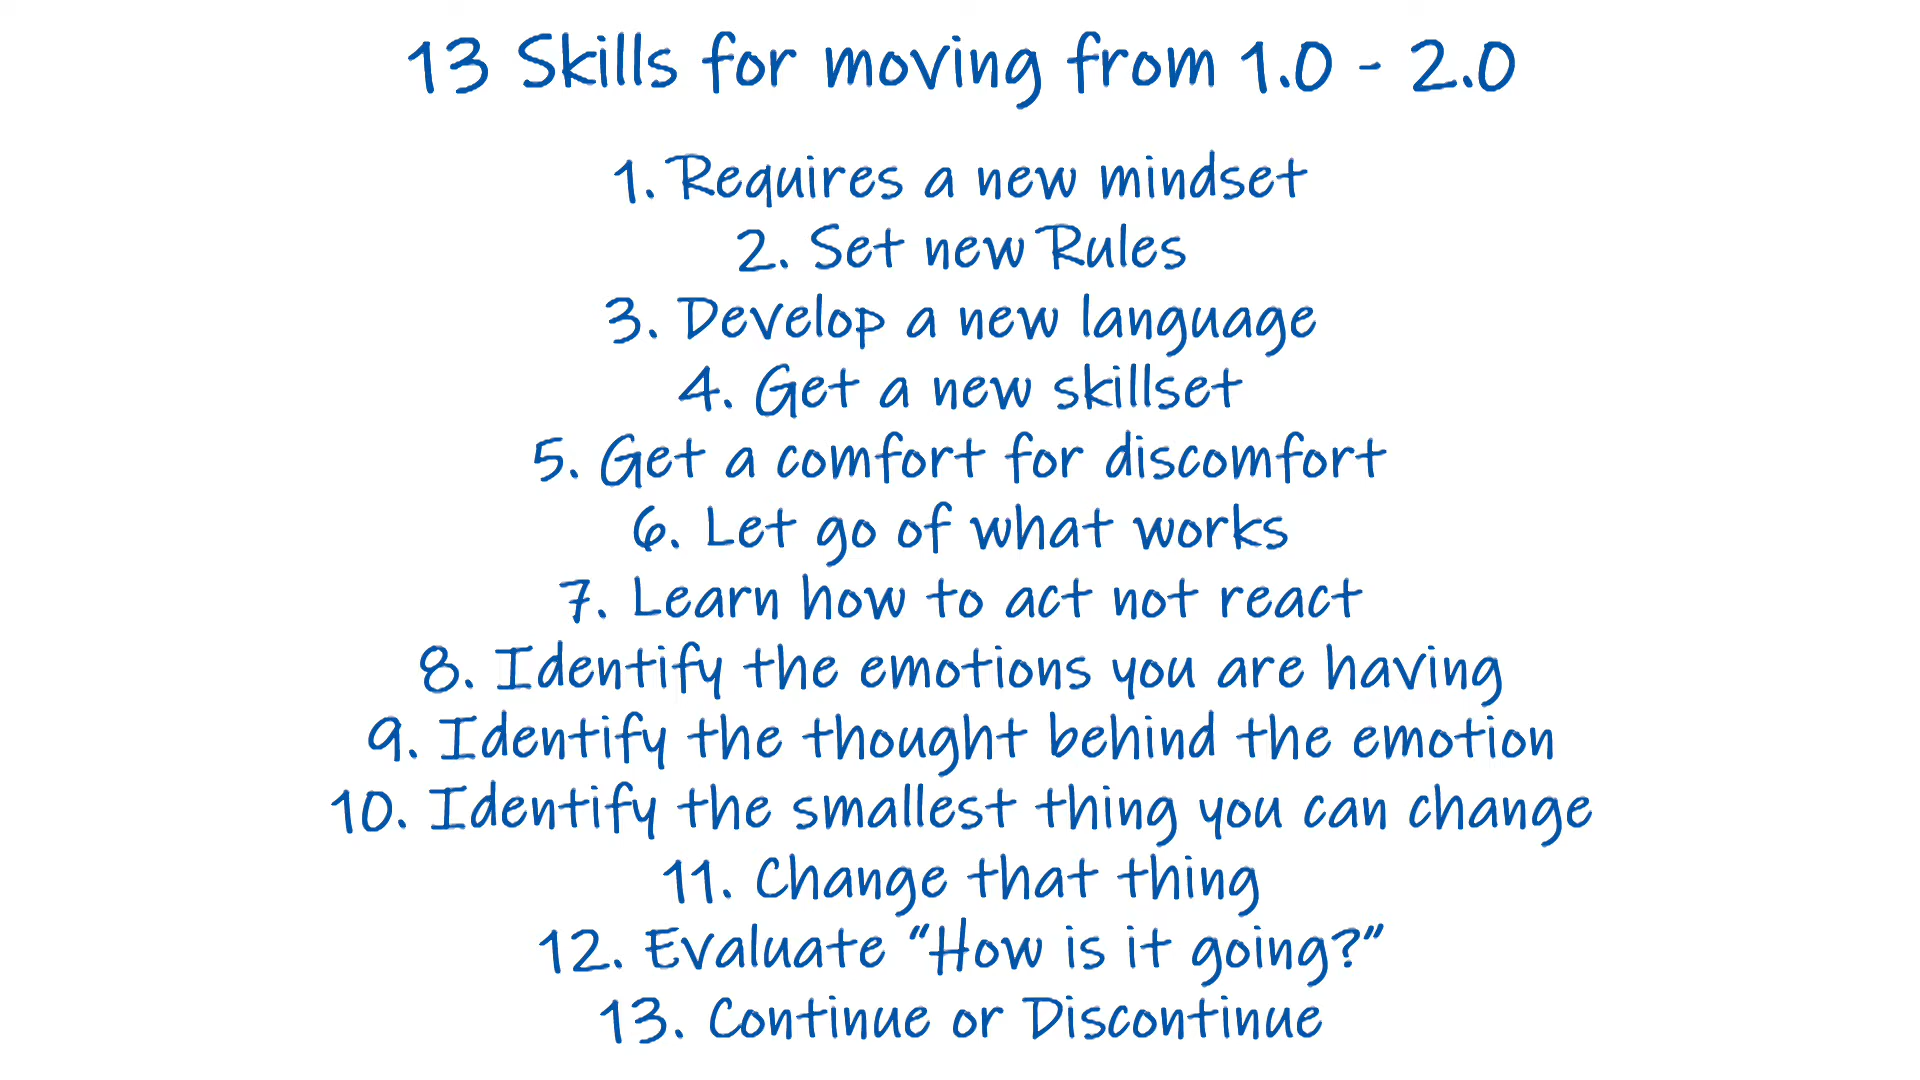 13 Skills for moving from 1.0 - 2.0
1. Requires a new mindset
2. Set new Rules
3. Develop a new language
4. Get a new skillset
5. Get a comfort for discomfort
6. Let go of what works
7. Learn how to act not react
8. Identify the emotions you are having
9. Identify the thought behind the emotion
10. Identify the smallest thing you can change
11. Change that thing
12. Evaluate “How is it going?”
13. Continue or Discontinue